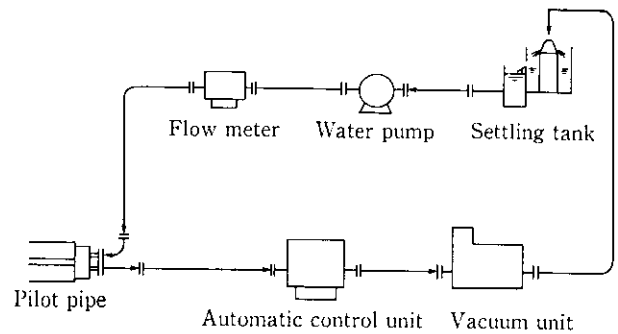 Flow meter
Water pump
Settling tank
Pilot pipe
Automatic control unit
Vacuum unit